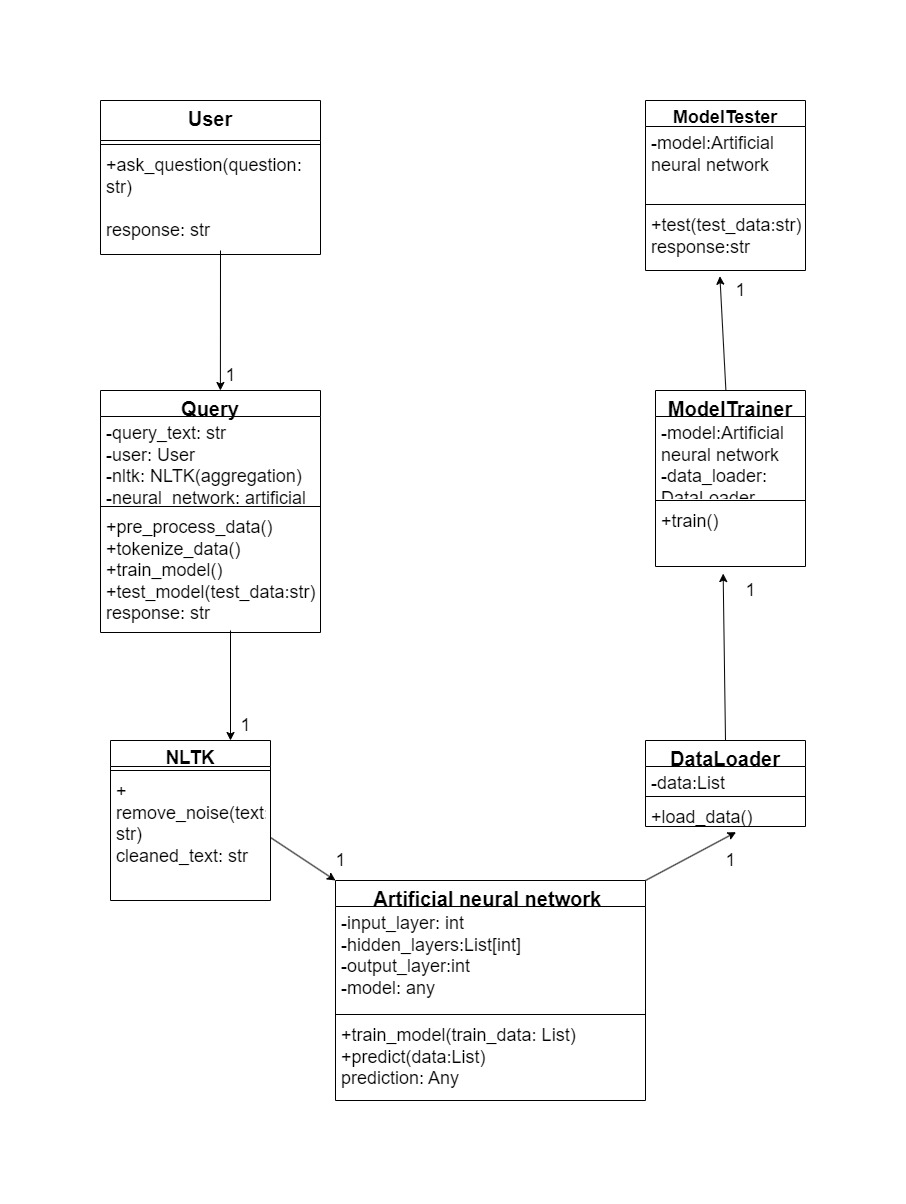 User
+ask_question(question:
str)
response: str
1
Query
-query_text: str
-user: User
-nltk: NLTK(aggregation)
-neural_network: artificial
+pre_process_data()
+tokenize_data()
+train_model()
+test_model(test_data:str)
response: str
1
NLTK
+
remove_noise(text
str)
cleaned_text: str
1
Artificial neural network
-input_layer: int
-hidden_layers:List[int]
-output_layer:int
-model: any
+train_model(train_data: List)
+predict(data:List)
prediction: Any
1
DataLoader
-data:List
+load_data()
1
ModelTrainer
-model:Artificial
neural network
-data_loader:
DataLoader
+train()
1
ModelTester
-model:Artificial
neural network
+test(test_data:str)
response:str